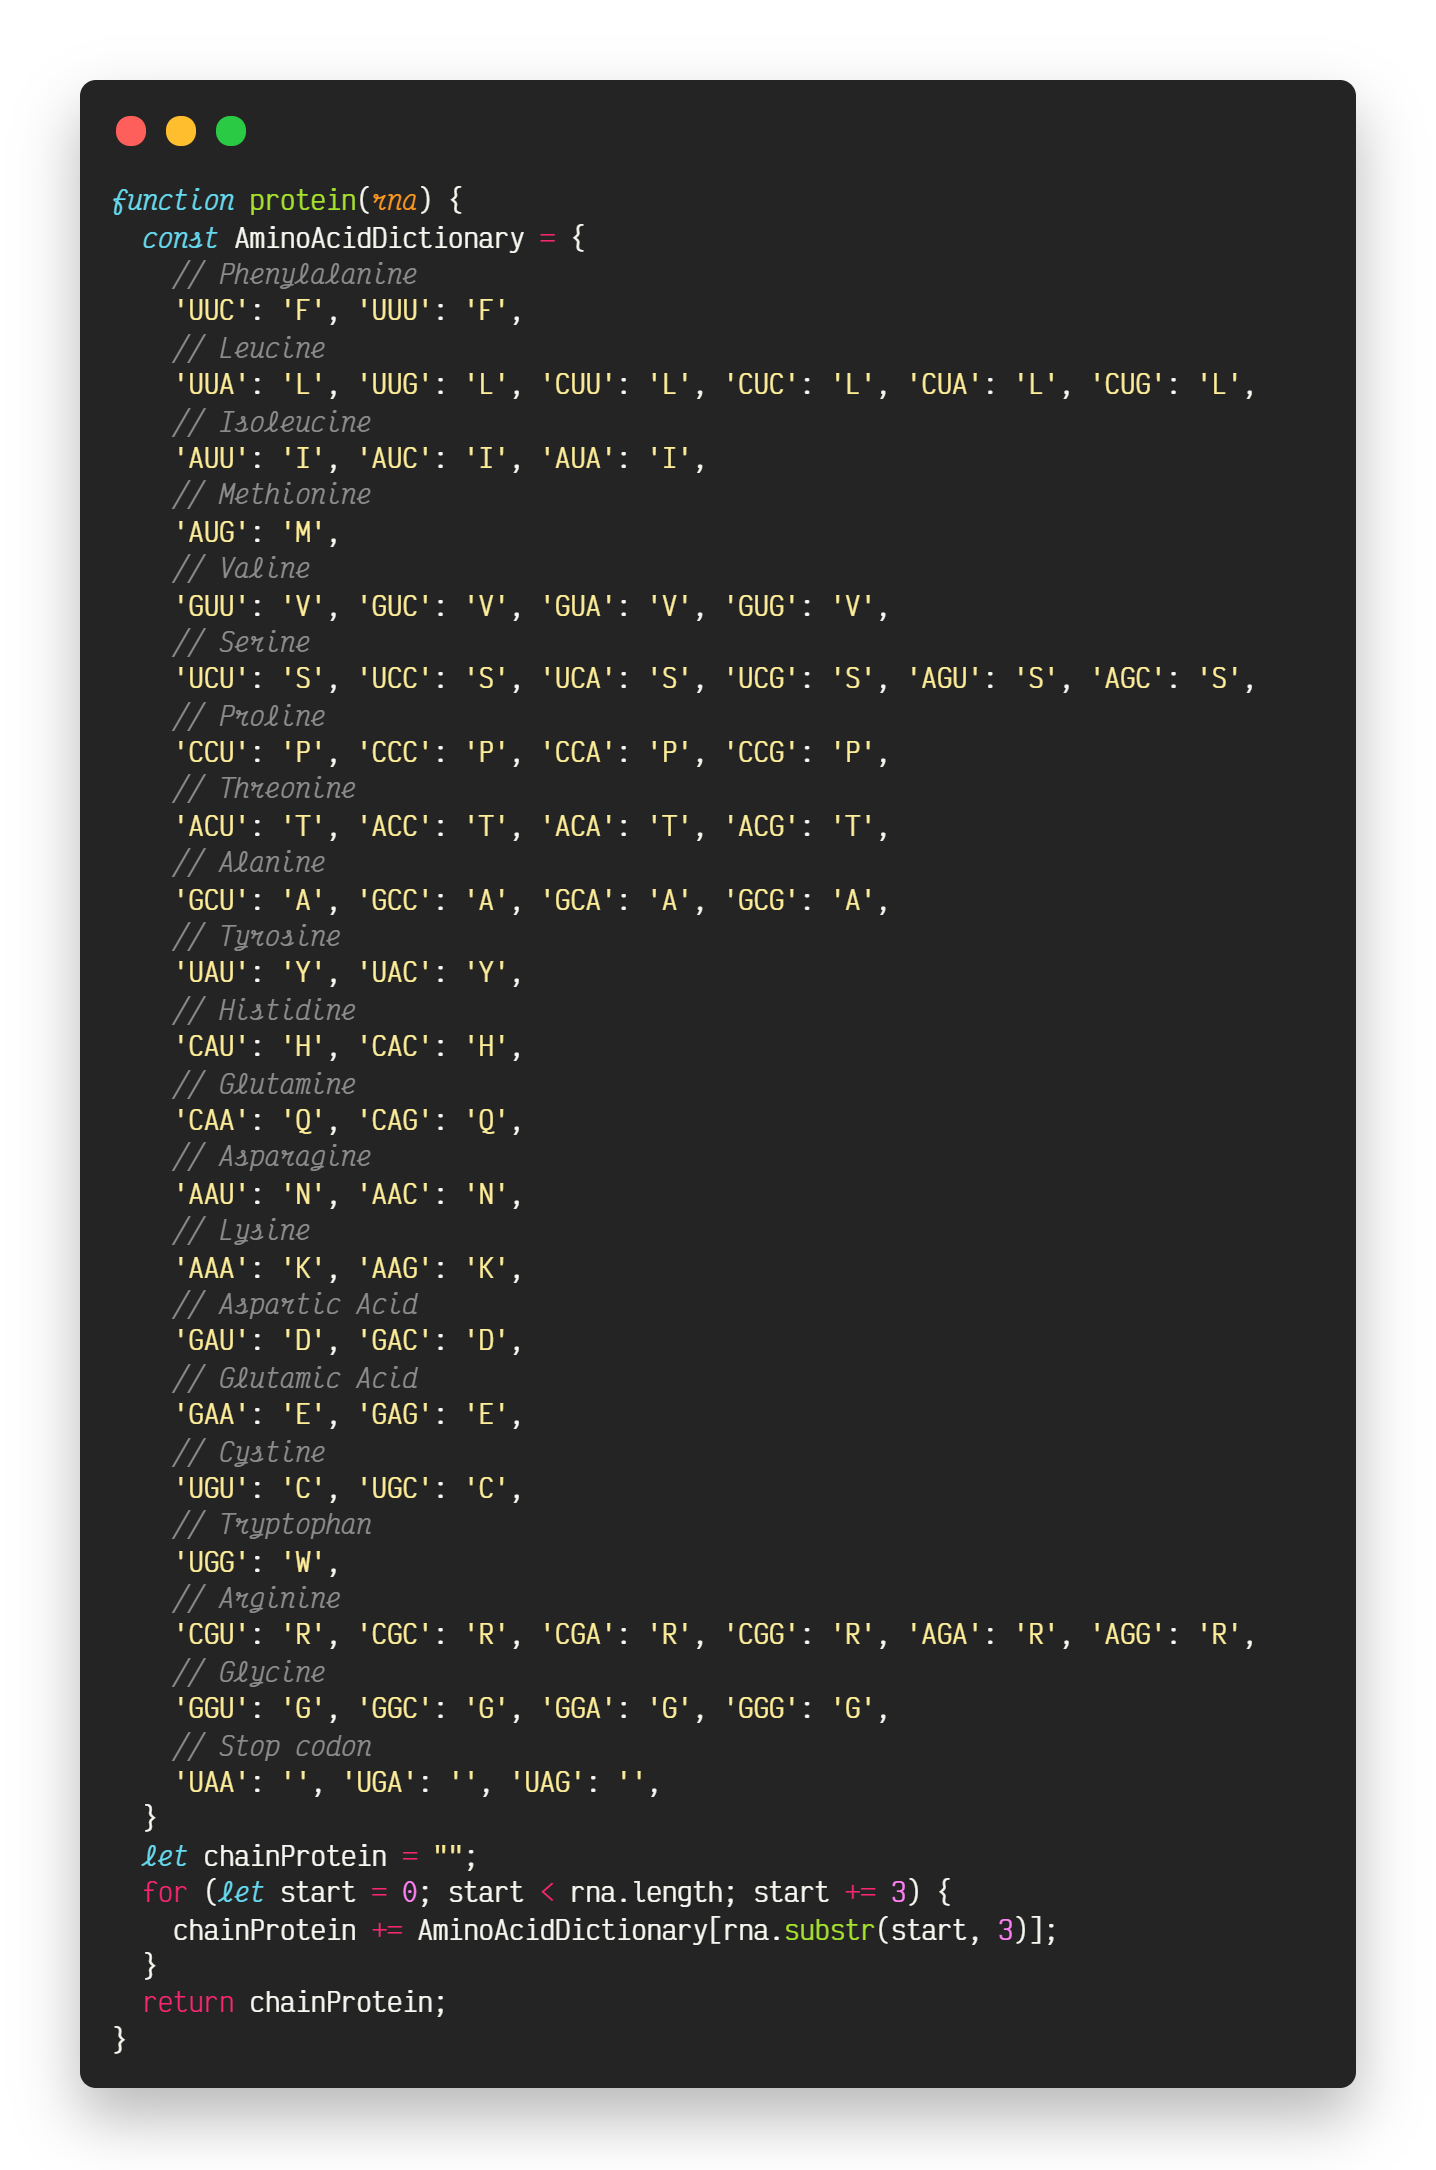 function protein(rna) {
  const AminoAcidDictionary = {
    // Phenylalanine
    'UUC': 'F', 'UUU': 'F',
    // Leucine
    'UUA': 'L', 'UUG': 'L', 'CUU': 'L', 'CUC': 'L', 'CUA': 'L', 'CUG': 'L',
    // Isoleucine
    'AUU': 'I', 'AUC': 'I', 'AUA': 'I',
    // Methionine
    'AUG': 'M',
    // Valine
    'GUU': 'V', 'GUC': 'V', 'GUA': 'V', 'GUG': 'V',
    // Serine
    'UCU': 'S', 'UCC': 'S', 'UCA': 'S', 'UCG': 'S', 'AGU': 'S', 'AGC': 'S',
    // Proline
    'CCU': 'P', 'CCC': 'P', 'CCA': 'P', 'CCG': 'P',
    // Threonine
    'ACU': 'T', 'ACC': 'T', 'ACA': 'T', 'ACG': 'T',
    // Alanine
    'GCU': 'A', 'GCC': 'A', 'GCA': 'A', 'GCG': 'A',
    // Tyrosine
    'UAU': 'Y', 'UAC': 'Y',
    // Histidine
    'CAU': 'H', 'CAC': 'H',
    // Glutamine
    'CAA': 'Q', 'CAG': 'Q',
    // Asparagine
    'AAU': 'N', 'AAC': 'N',
    // Lysine
    'AAA': 'K', 'AAG': 'K',
    // Aspartic Acid
    'GAU': 'D', 'GAC': 'D',
    // Glutamic Acid
    'GAA': 'E', 'GAG': 'E',
    // Cystine
    'UGU': 'C', 'UGC': 'C',
    // Tryptophan
    'UGG': 'W',
    // Arginine
    'CGU': 'R', 'CGC': 'R', 'CGA': 'R', 'CGG': 'R', 'AGA': 'R', 'AGG': 'R',
    // Glycine
    'GGU': 'G', 'GGC': 'G', 'GGA': 'G', 'GGG': 'G',
    // Stop codon
    'UAA': '', 'UGA': '', 'UAG': '',
  }
  let chainProtein = "";
  for (let start = 0; start < rna.length; start += 3) {
    chainProtein += AminoAcidDictionary[rna.substr(start, 3)];
  }
  return chainProtein;
}